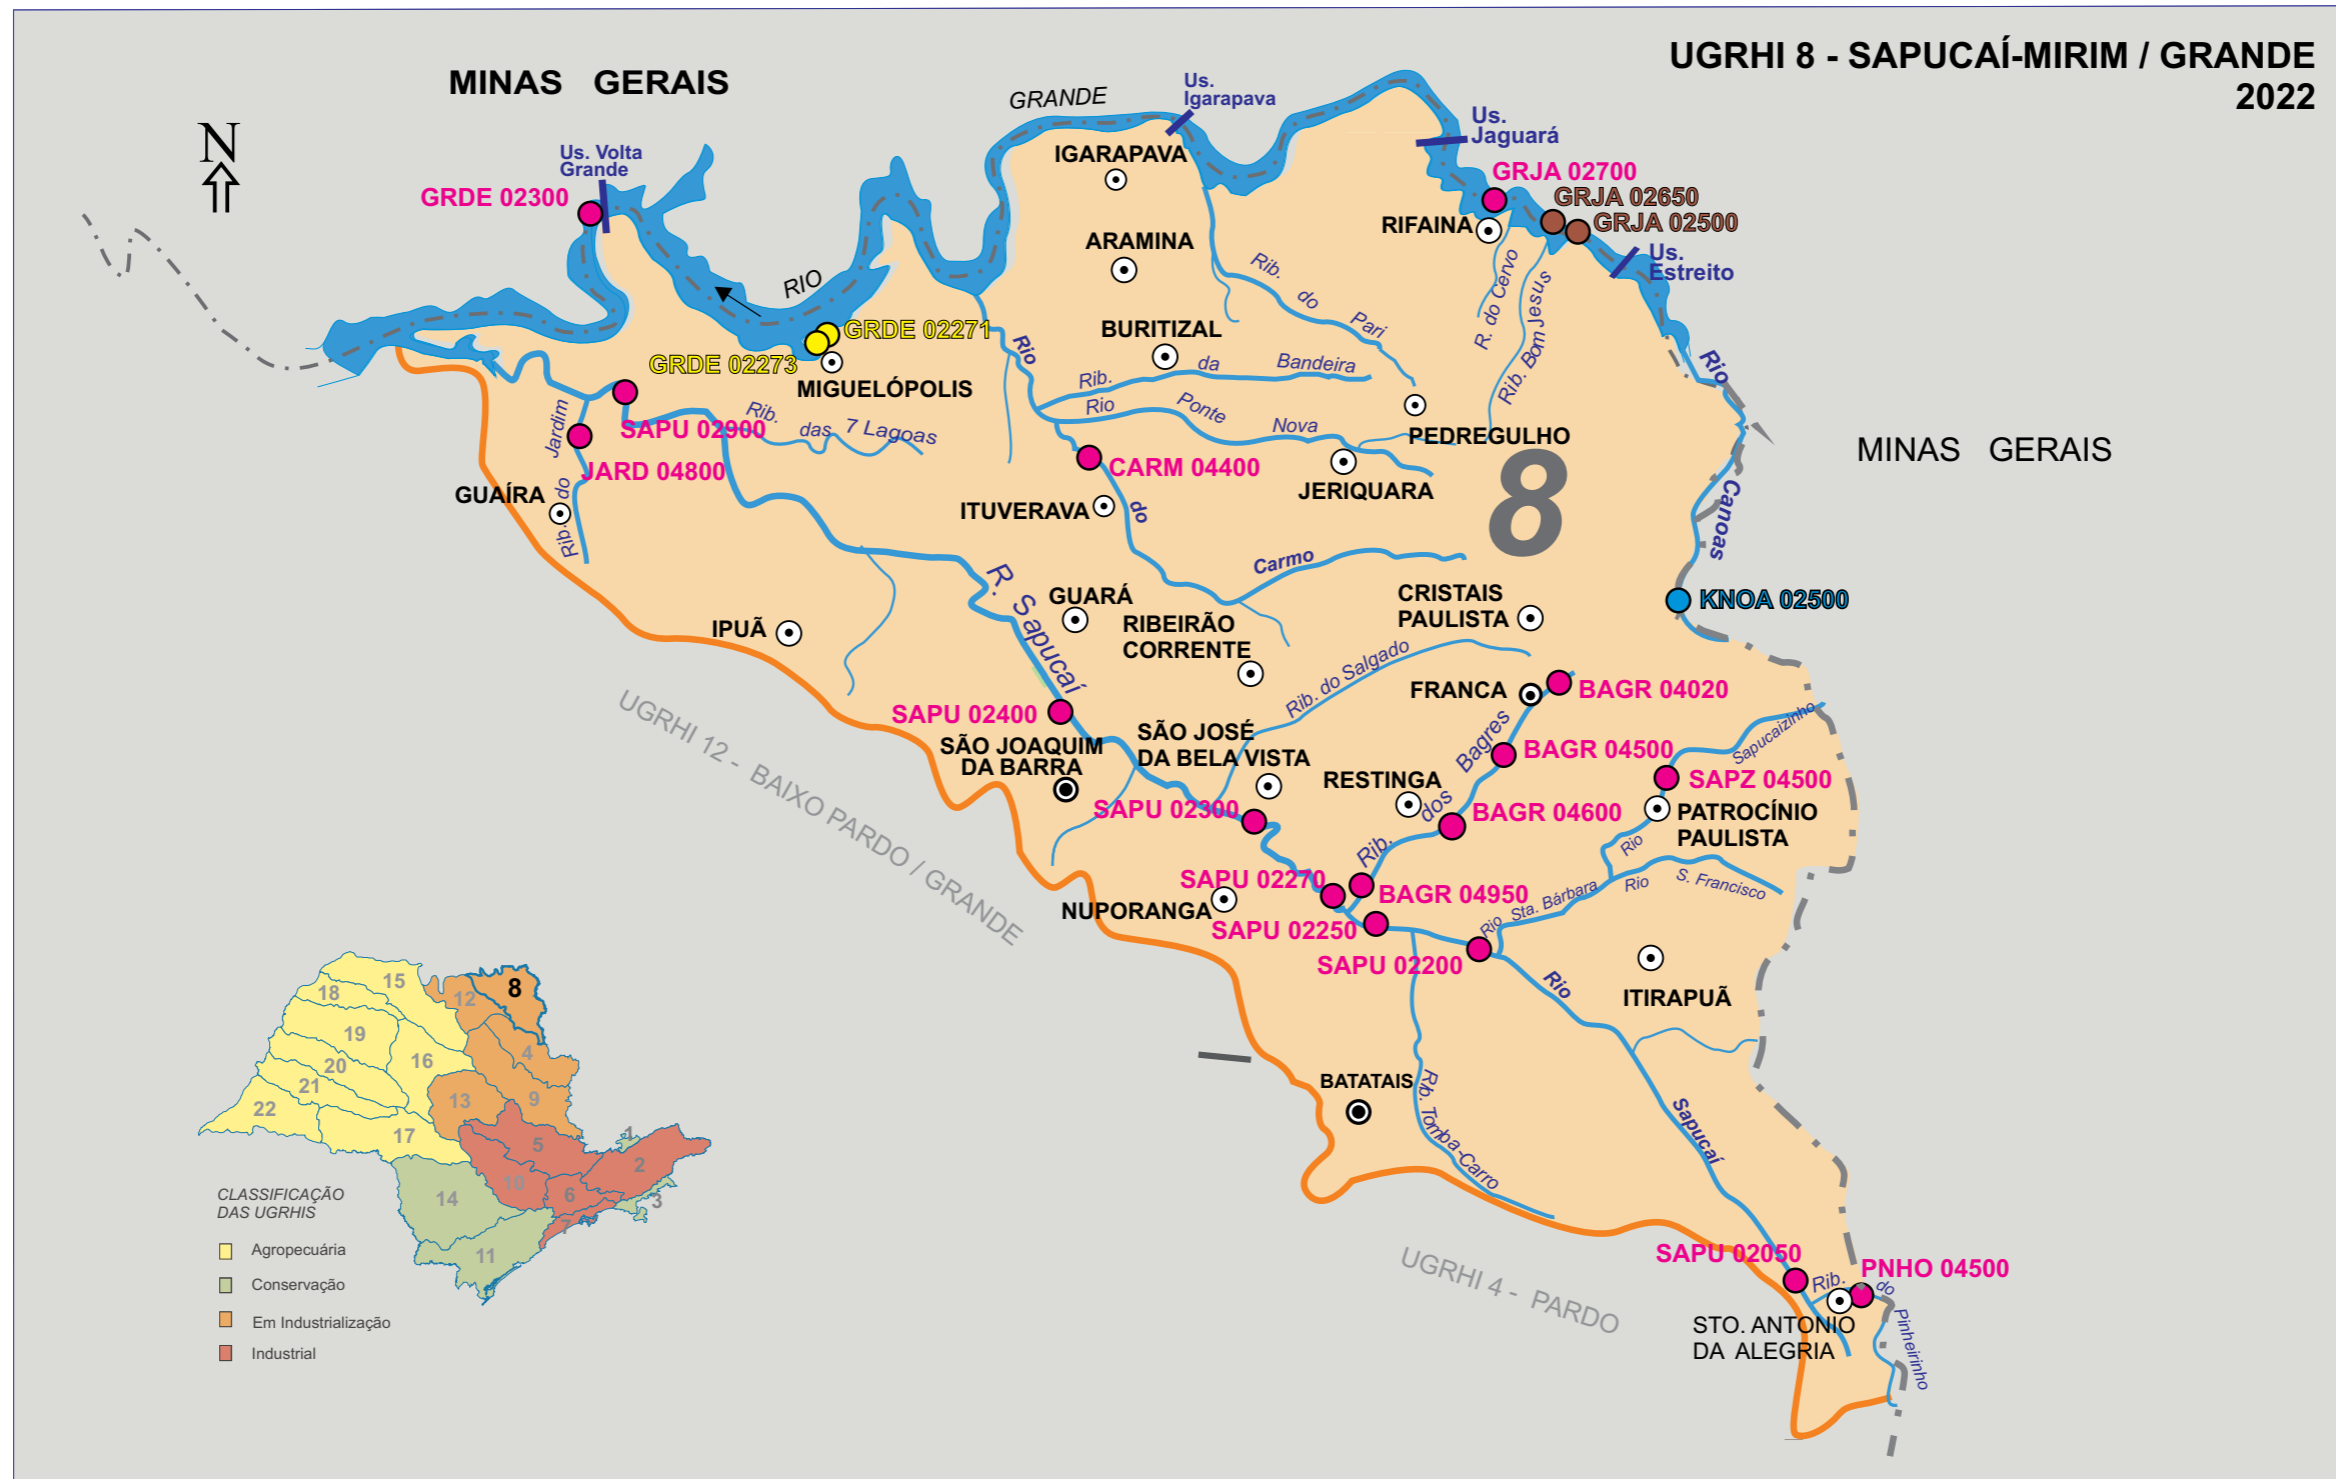 UGRHI 8 - SAPUCAÍ-MIRIM / GRANDE
2022
MINAS GERAIS
N
GRANDE
Us.
Igarapava
Us.
Jaguará
Us. Volta
Grande
GRDE 02300
IGARAPAVA
GRJA 02700
GRJA 02650
GRJA 02500
RIFAINA
Us.
Estreito
ARAMINA
RIO
Rib.
do
Pari
R. do Cervo
Rib. Bom Jesus
GRDE 02271
GRDE 02273
MIGUELÓPOLIS
BURITIZAL
Rio
Rib.
da
Bandeira
Rio
Ponte
Nova
Rio
Canoas
PEDREGULHO
MINAS GERAIS
SAPU 02900
Rib.
das
7 Lagoas
Jardim
do
Rib.
JARD 04800
GUAÍRA
CARM 04400
JERIQUARA
8
ITUVERAVA
do
Carmo
R. Sapucaí
GUARÁ
CRISTAIS
PAULISTA
KNOA 02500
IPUÃ
RIBEIRÃO
CORRENTE
Rib. do Salgado
FRANCA
BAGR 04020
UGRHI 12 - BAIXO PARDO / GRANDE
SAPU 02400
SÃO JOAQUIM
DA BARRA
SÃO JOSÉ
DA BELA VISTA
Bagres
dos
Rib.
BAGR 04500
Sapucaizinho
SAPZ 04500
RESTINGA
SAPU 02300
BAGR 04600
PATROCÍNIO
PAULISTA
Rio
SAPU 02270
BAGR 04950
Rio
Sta. Bárbara
Rio
S. Francisco
NUPORANGA
SAPU 02250
SAPU 02200
Rio
ITIRAPUÃ
BATATAIS
Rib. Tomba-Carro
Sapucaí
UGRHI 4 - PARDO
SAPU 02050
PNHO 04500
Rib.
do
Pinheirinho
STO. ANTONIO
DA ALEGRIA
15
18
12
8
19
16
4
20
21
22
13
9
17
5
1
2
10
14
6
3
7
11
CLASSIFICAÇÃO
DAS UGRHIS
Agropecuária
Conservação
Em Industrialização
Industrial